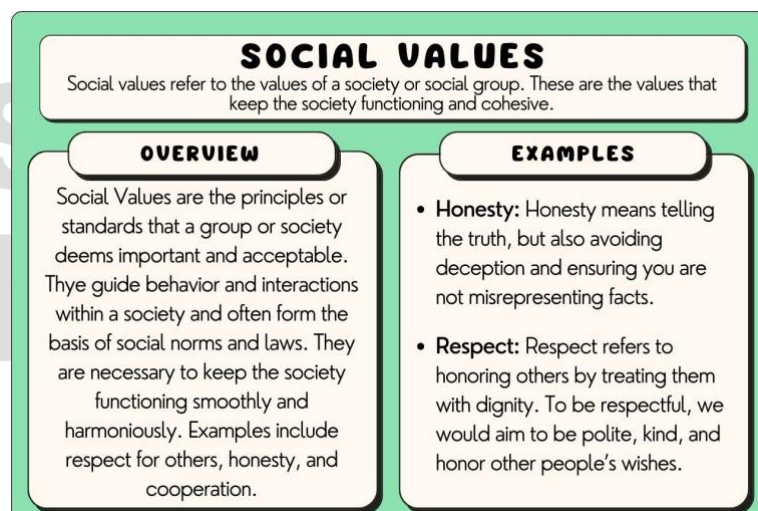 SOCIAL VALUES
Social values refer to the values of a society or social group. These are the values that
keep the society functioning and cohesive.
OVERVIEW
Social Values are the principles or
standards that a group or society
deems important and acceptable.
Thye guide behavior and interactions
within a society and often form the
basis of social norms and laws. They
are necessary to keep the society
functioning smoothly and
harmoniously. Examples include
respect for others, honesty, and
cooperation.
EXAMPLES
• Honesty: Honesty means telling
the truth, but also avoiding
deception and ensuring you are
not misrepresenting facts.
• Respect: Respect refers to
honoring others by treating them
with dignity. To be respectful, we
would aim to be polite, kind, and
honor other people's wishes.